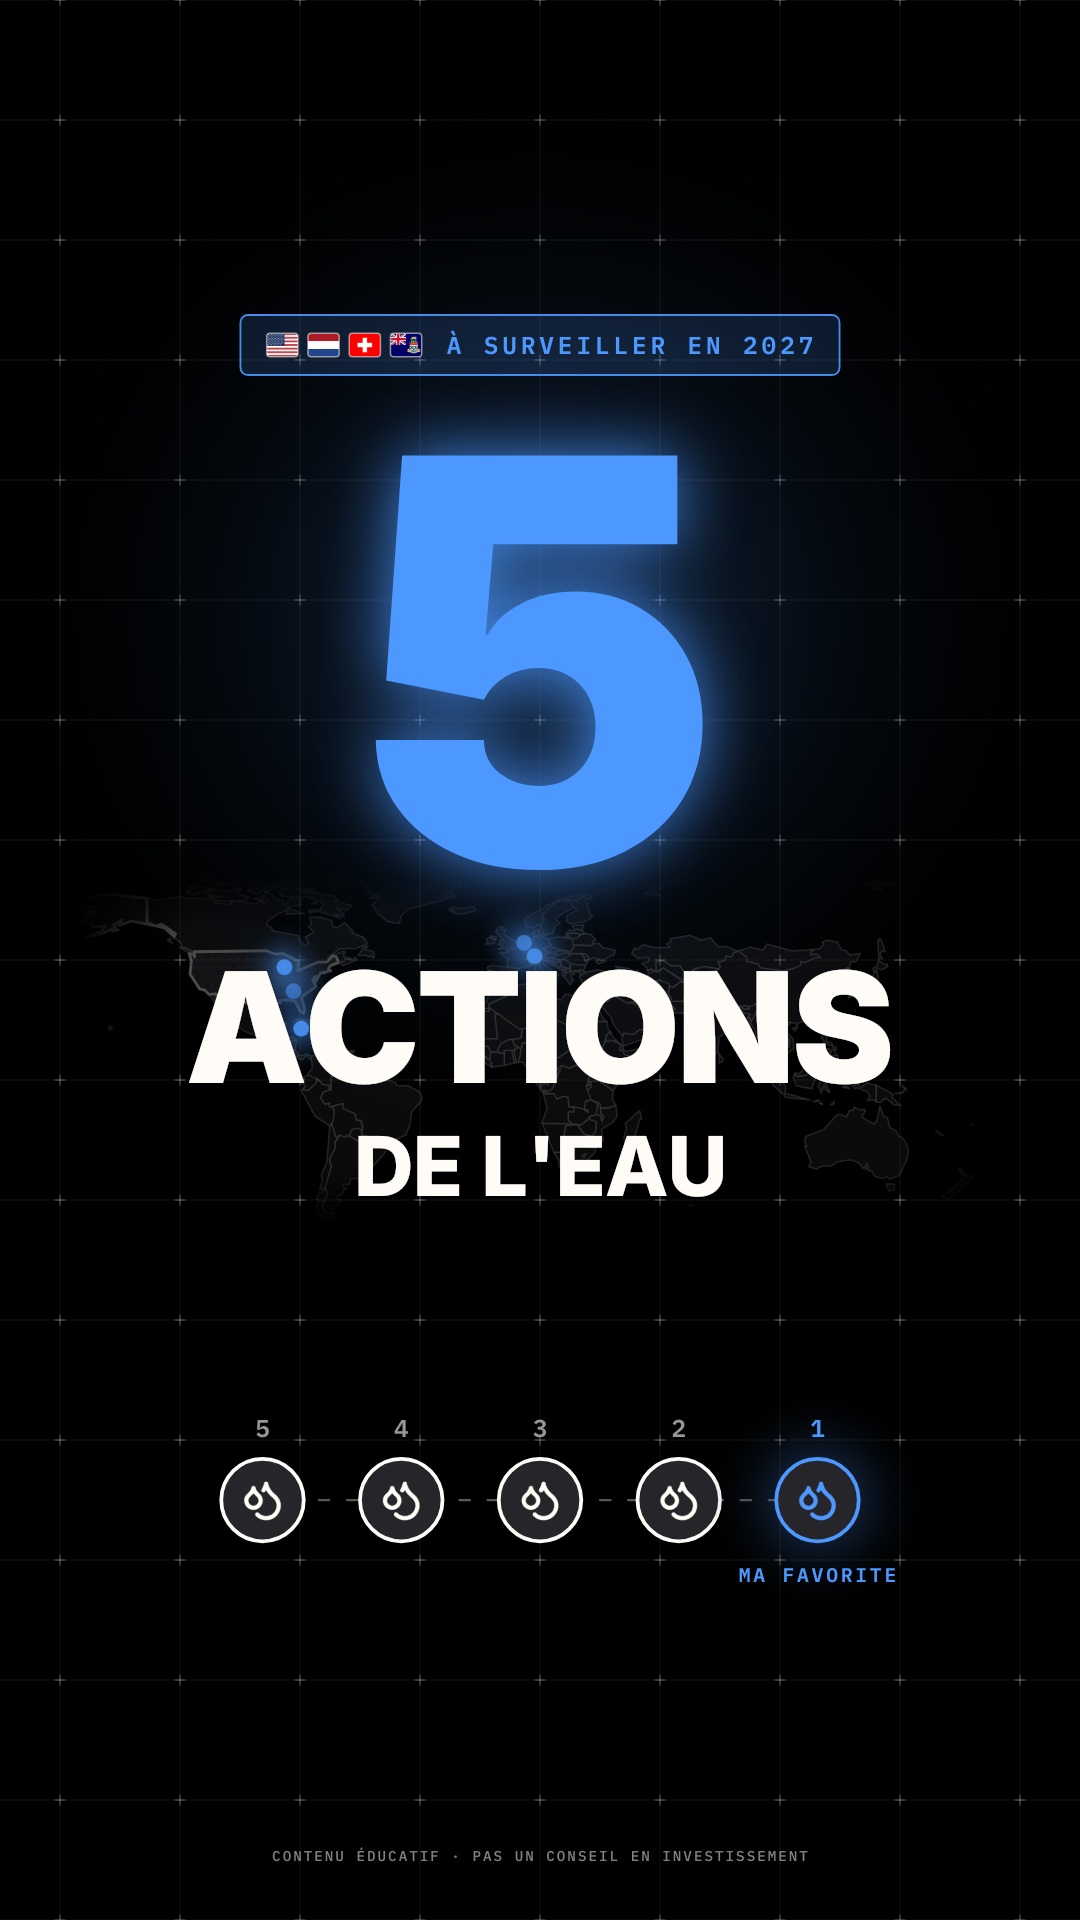 À SURVEILLER EN 2027
5
ACTIONS
DE L'EAU
5 4 3 2 1
MA FAVORITE
CONTENU ÉDUCATIF · PAS UN CONSEIL EN INVESTISSEMENT